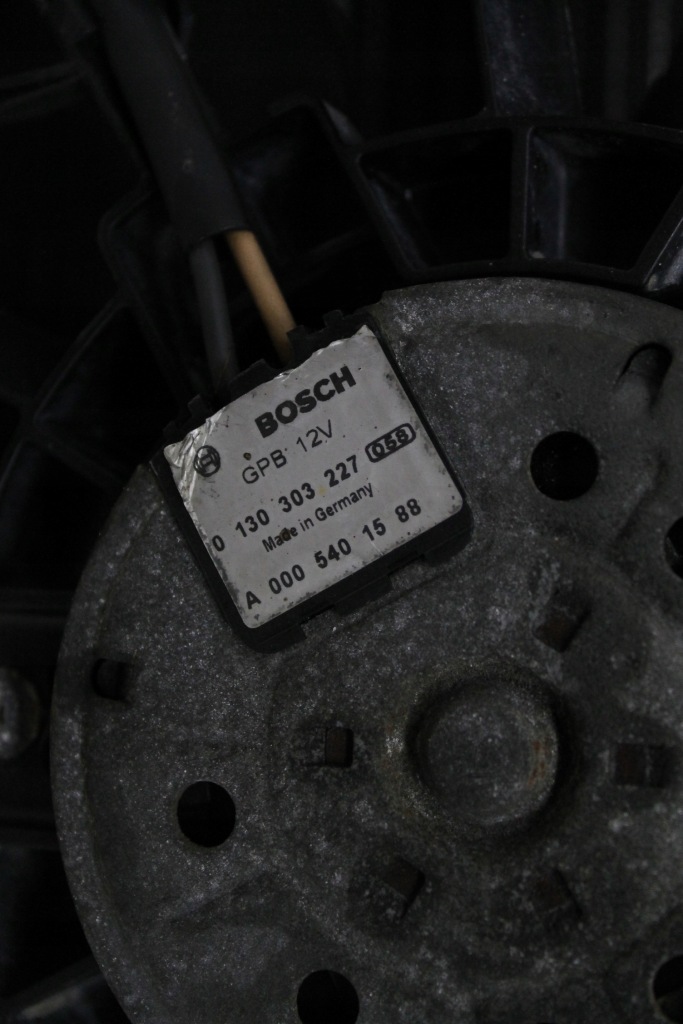 BOSCH
GPB 12V
0 130 303 227 058
Made in Germany
A 000 540 15 88